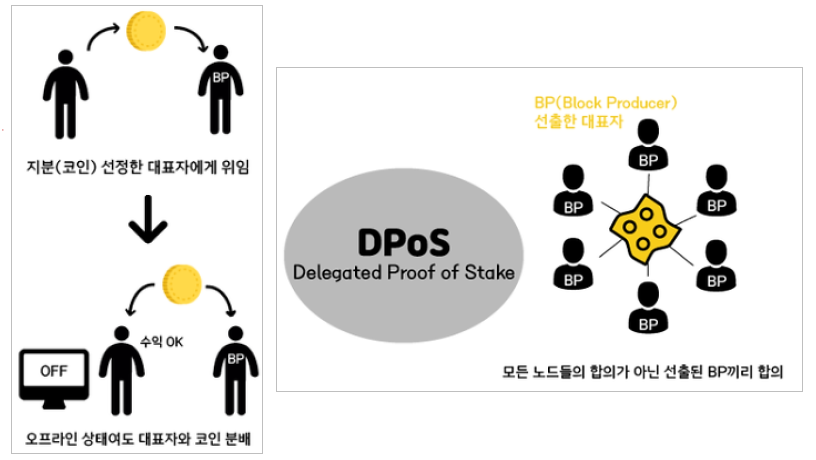 BP
지분(코인) 선정한 대표자에게 위임
수익 OK
OFF
BP
오프라인 상태여도 대표자와 코인 분배
DPoS
Delegated Proof of Stake
BP(Block Producer)
선출한 대표자
BP
BP
BP
BP
BP
BP
모든 노드들의 합의가 아닌 선출된 BP끼리 합의